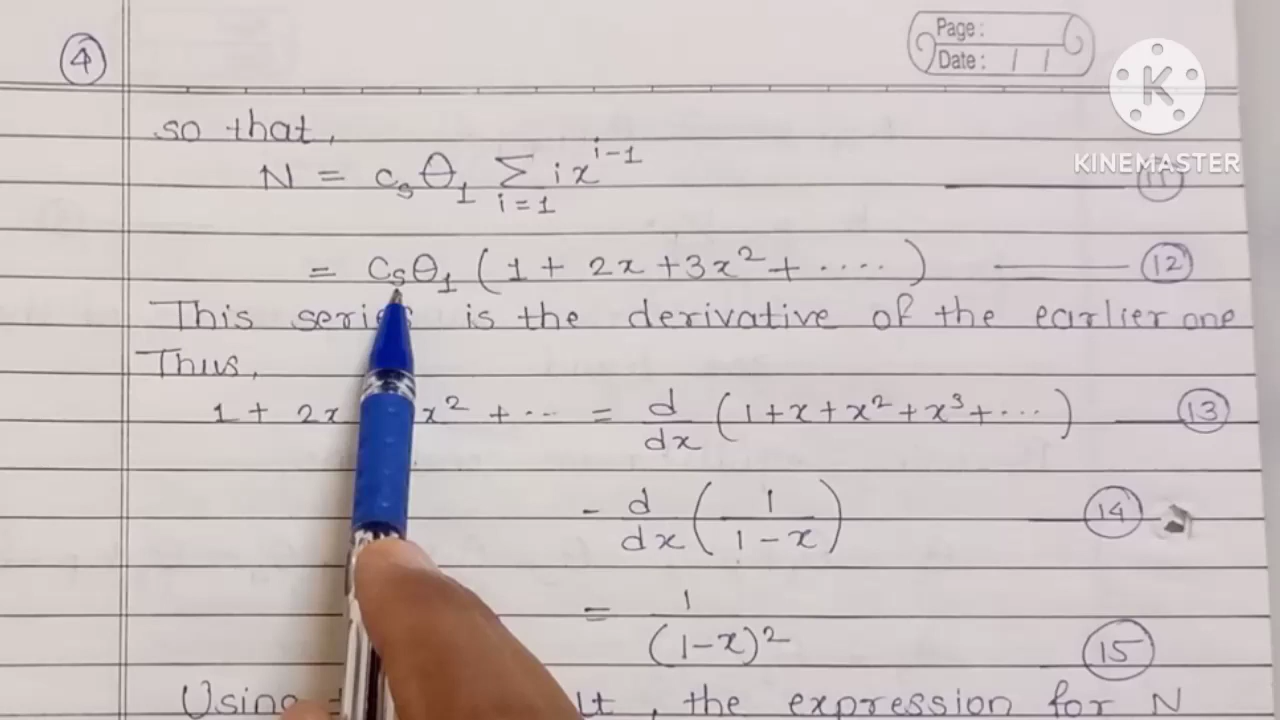 Page:
④ Date: / /
K
KINEMASTER
so that,
N = c_s θ_1 Σ_{i=1} i x^{i-1} ⑪
= c_s θ_1 (1 + 2x + 3x² + ....) ⑫
This series is the derivative of the earlier one
Thus,
1 + 2x x² + ... = d/dx (1 + x + x² + x³ + ...) ⑬
- d/dx (1/(1-x)) ⑭
= 1/(1-x)² ⑮
Using , the expression for N